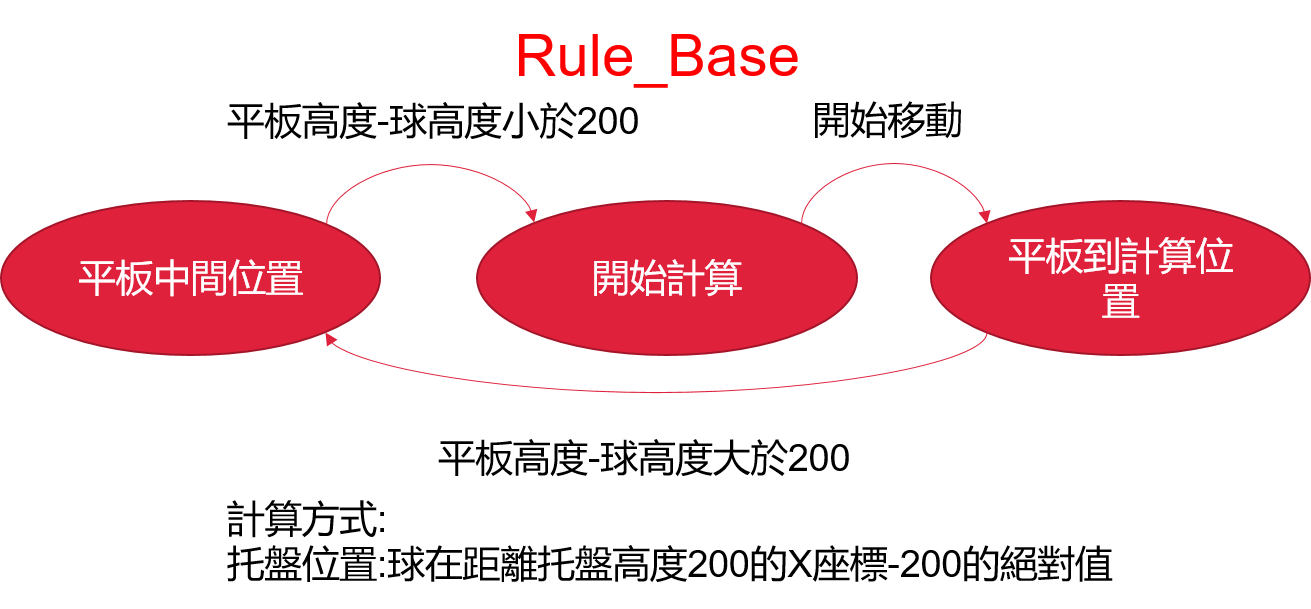 Rule_Base
平板高度-球高度小於200
開始移動
平板中間位置
開始計算
平板到計算位
置
平板高度-球高度大於200
計算方式:
托盤位置:球在距離托盤高度200的X座標-200的絕對值